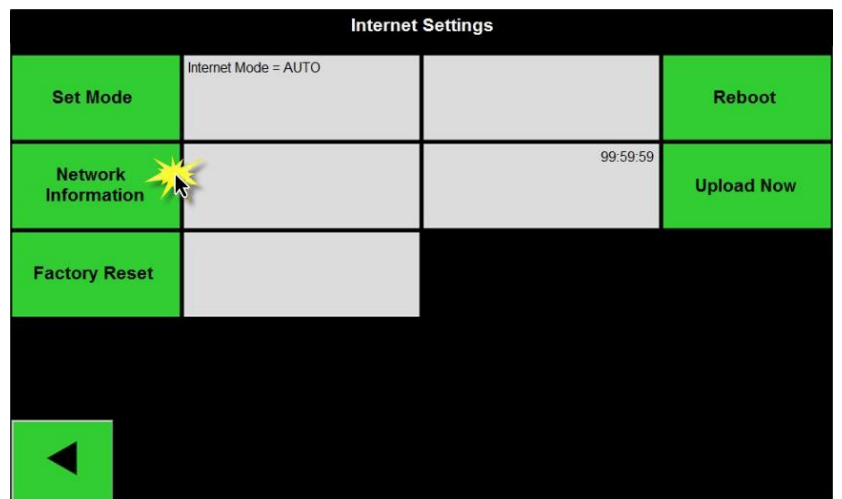 Internet Settings
Set Mode
Internet Mode = AUTO
Reboot
Network
Information
99:59:59
Upload Now
Factory Reset